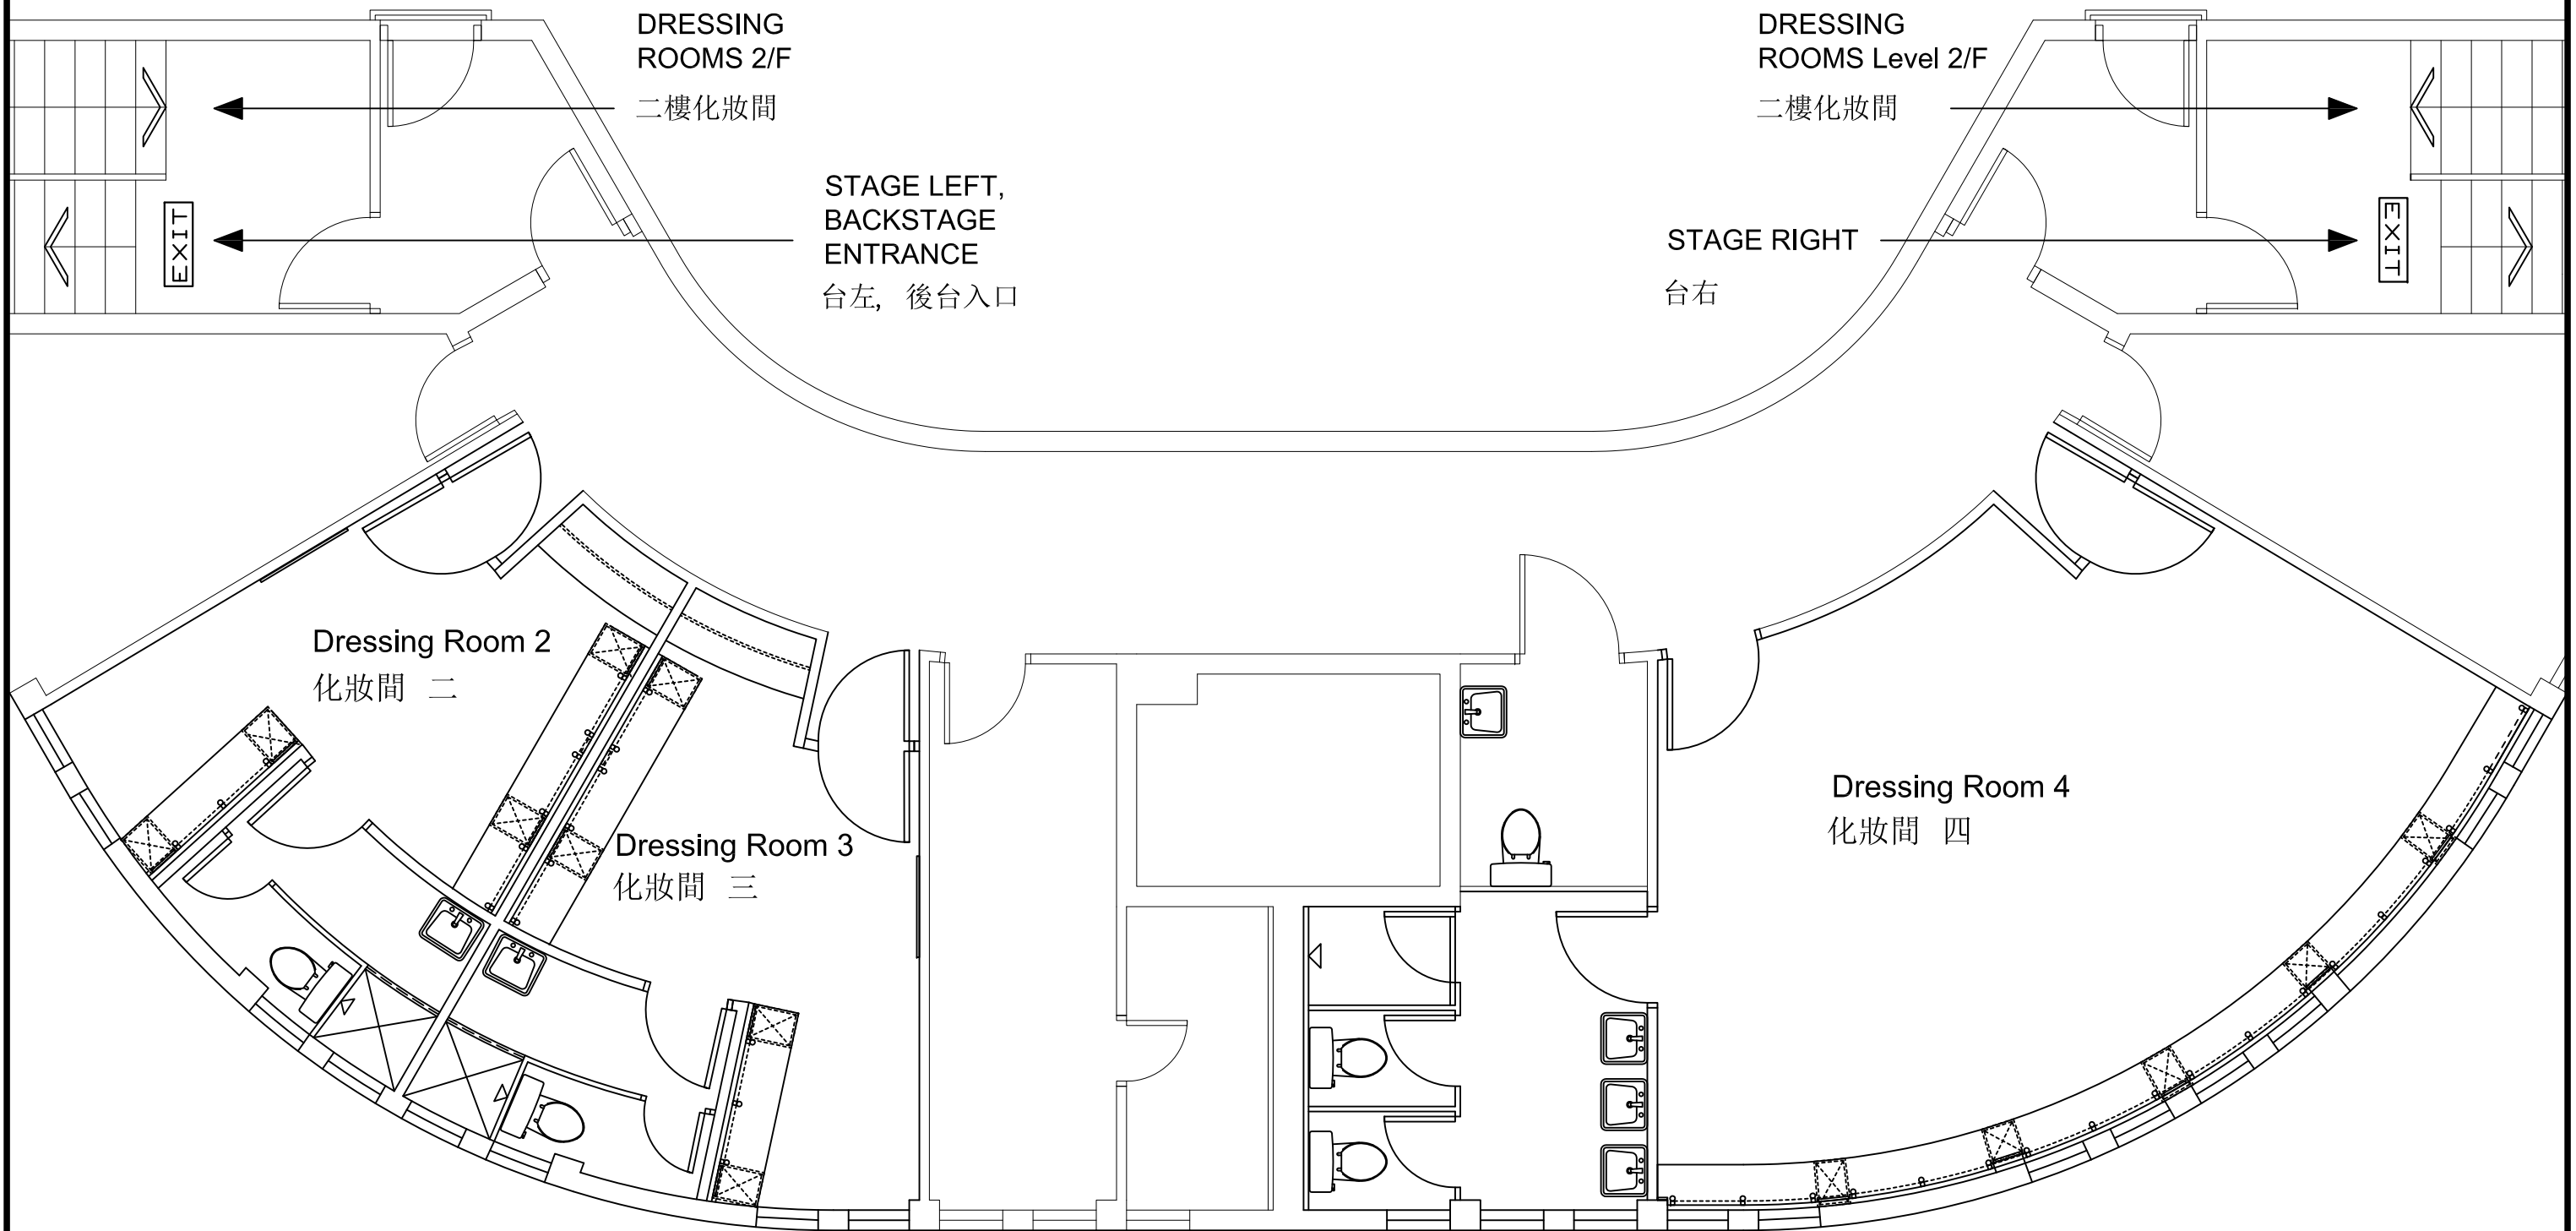 DRESSING
ROOMS 2/F
二樓化妝間
DRESSING
ROOMS Level 2/F
二樓化妝間
EXIT
STAGE LEFT,
BACKSTAGE
ENTRANCE
台左, 後台入口
STAGE RIGHT
台右
EXIT
Dressing Room 2
化妝間 二
Dressing Room 3
化妝間 三
Dressing Room 4
化妝間 四